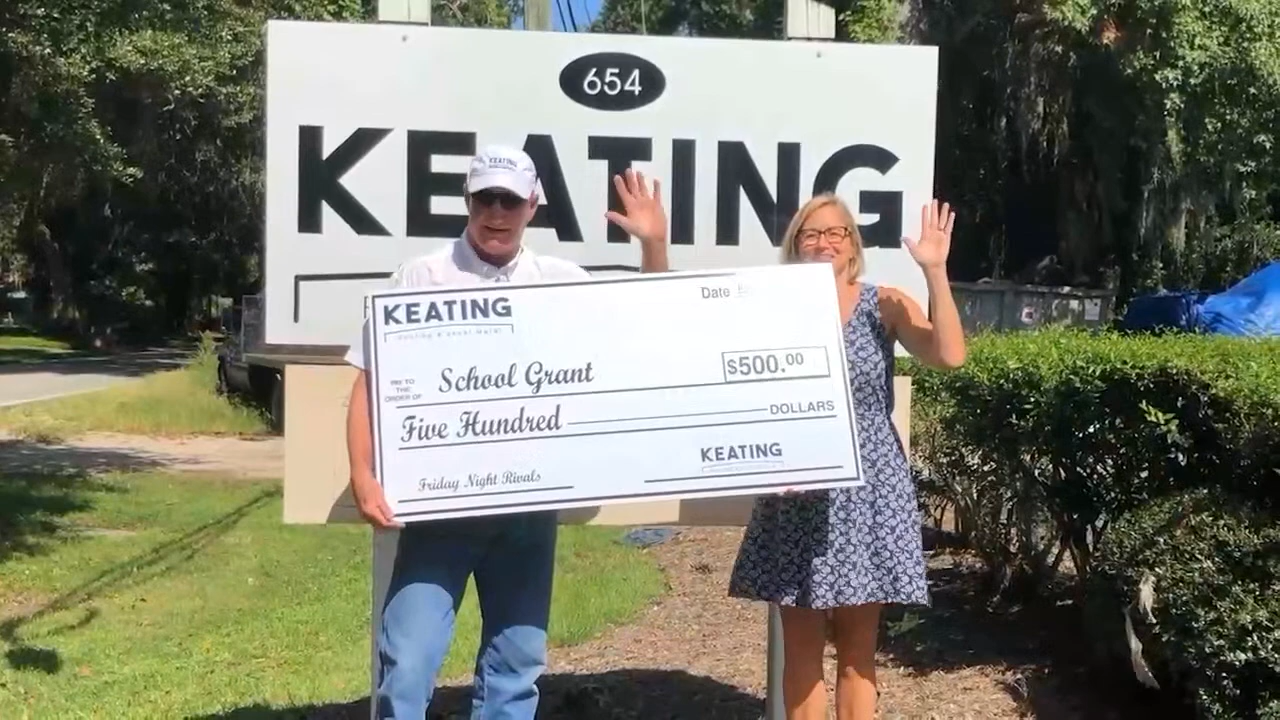 654
KEATING
KEATING
KEATING
Date
PAY TO
THE
ORDER OF
School Grant
$500.00
Five Hundred
DOLLARS
KEATING
Friday Night Rivals